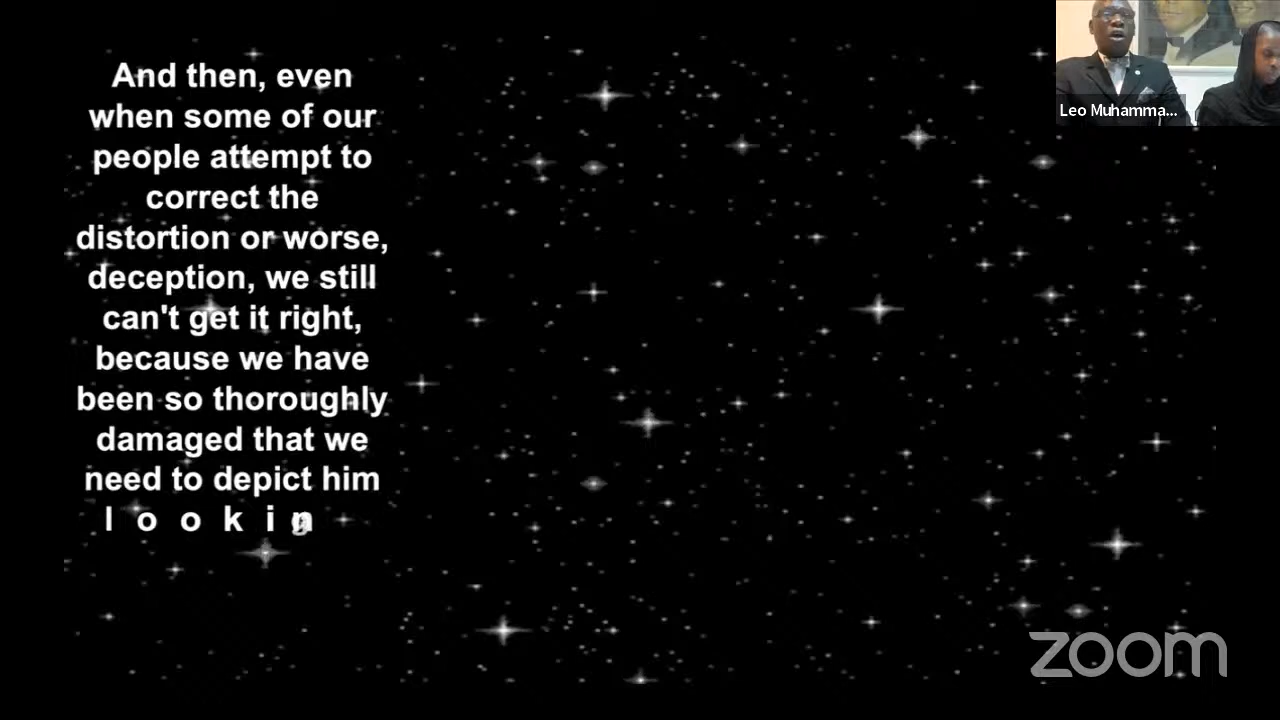 And then, even
when some of our
people attempt to
correct the
distortion or worse,
deception, we still
can't get it right,
because we have
been so thoroughly
damaged that we
need to depict him
looking
Leo Muhamma...
zoom